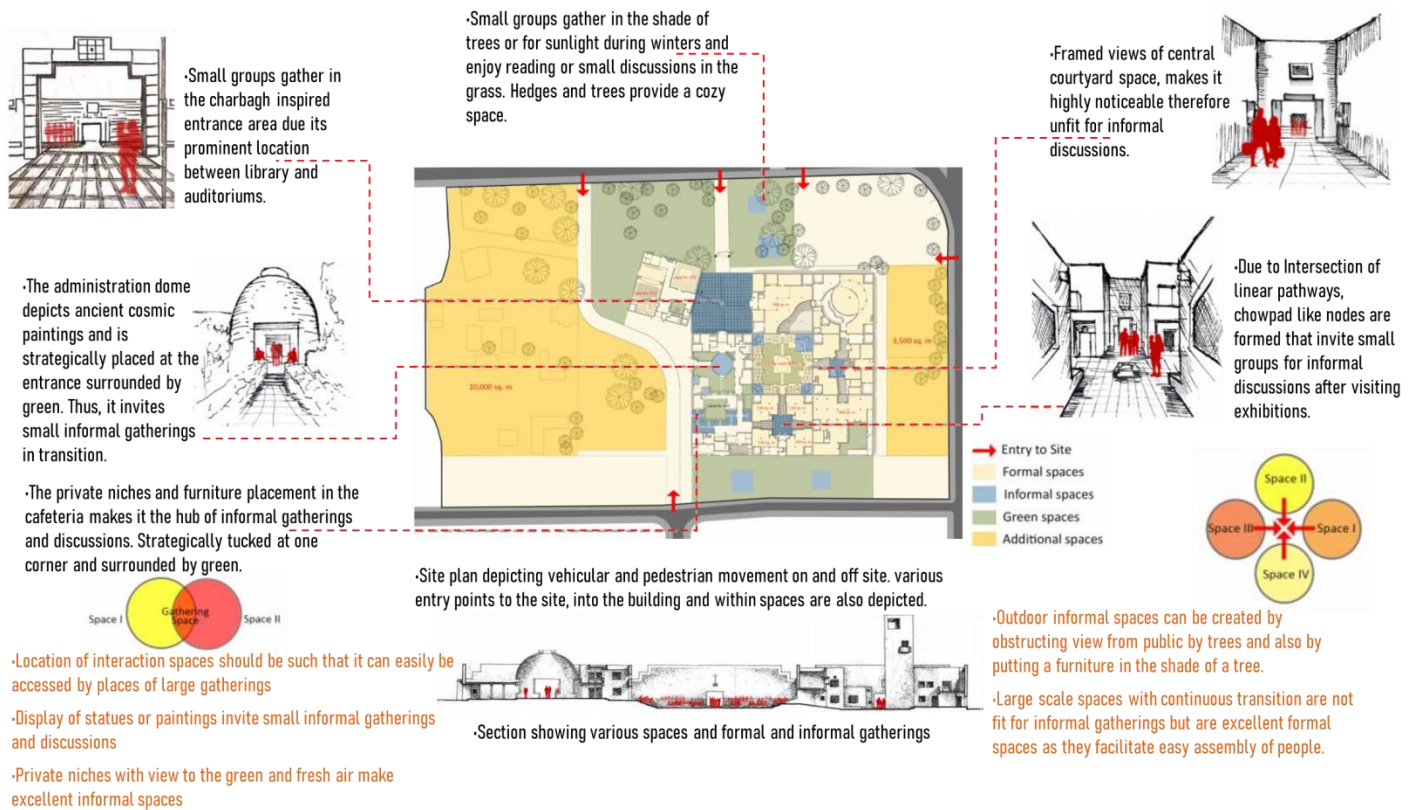 •Small groups gather in
the charbagh inspired
entrance area due its
prominent location
between library and
auditoriums.
•Small groups gather in the shade of
trees or for sunlight during winters and
enjoy reading or small discussions in the
grass. Hedges and trees provide a cozy
space.
•Framed views of central
courtyard space, makes it
highly noticeable therefore
unfit for informal
discussions.
•The administration dome
depicts ancient cosmic
paintings and is
strategically placed at the
entrance surrounded by
green. Thus, it invites
small informal gatherings
in transition.
•Due to Intersection of
linear pathways,
chowpad like nodes are
formed that invite small
groups for informal
discussions after visiting
exhibitions.
10,000 sq. m
3,500 sq. m
Entry to Site
Formal spaces
Informal spaces
Green spaces
Additional spaces
•The private niches and furniture placement in the
cafeteria makes it the hub of informal gatherings
and discussions. Strategically tucked at one
corner and surrounded by green.
Space I
Gathering
Space
Space II
Space II
Space III
Space I
Space IV
•Site plan depicting vehicular and pedestrian movement on and off site. various
entry points to the site, into the building and within spaces are also depicted.
•Section showing various spaces and formal and informal gatherings
•Location of interaction spaces should be such that it can easily be
accessed by places of large gatherings
•Display of statues or paintings invite small informal gatherings
and discussions
•Private niches with view to the green and fresh air make
excellent informal spaces
•Outdoor informal spaces can be created by
obstructing view from public by trees and also by
putting a furniture in the shade of a tree.
•Large scale spaces with continuous transition are not
fit for informal gatherings but are excellent formal
spaces as they facilitate easy assembly of people.